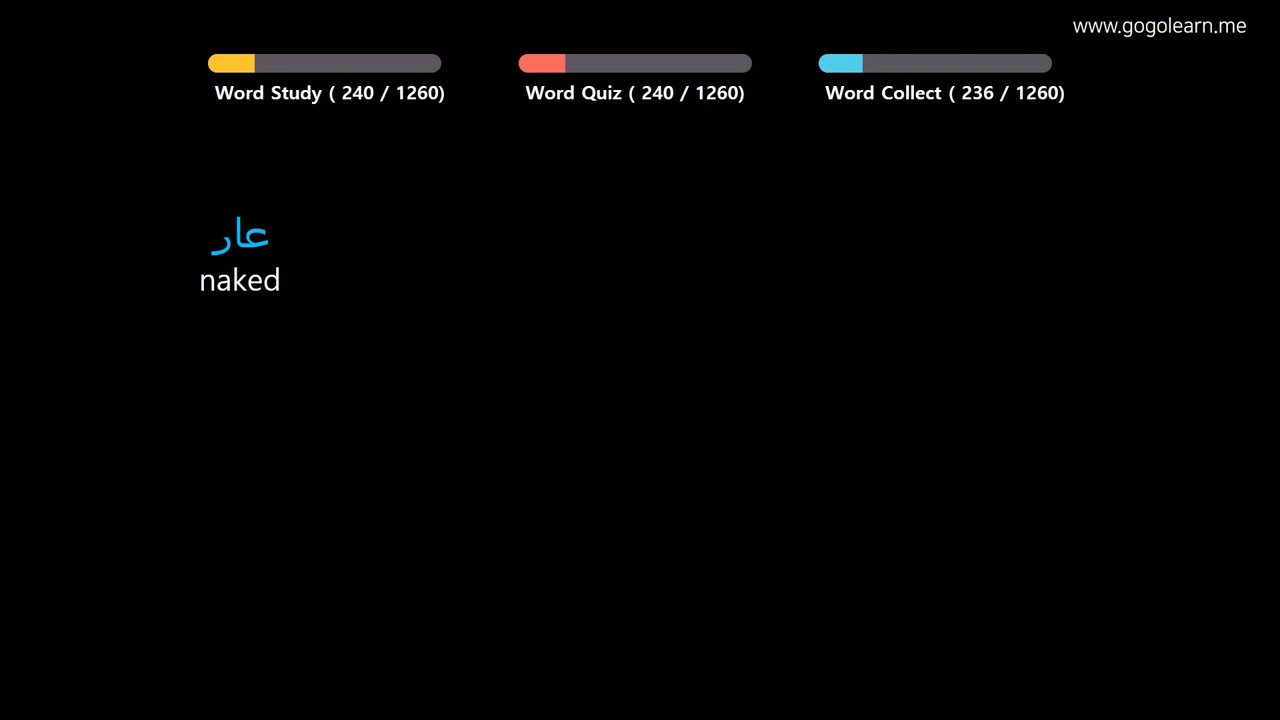 www.gogolearn.me
Word Study ( 240 / 1260)
Word Quiz ( 240 / 1260)
Word Collect ( 236 / 1260)
عار
naked